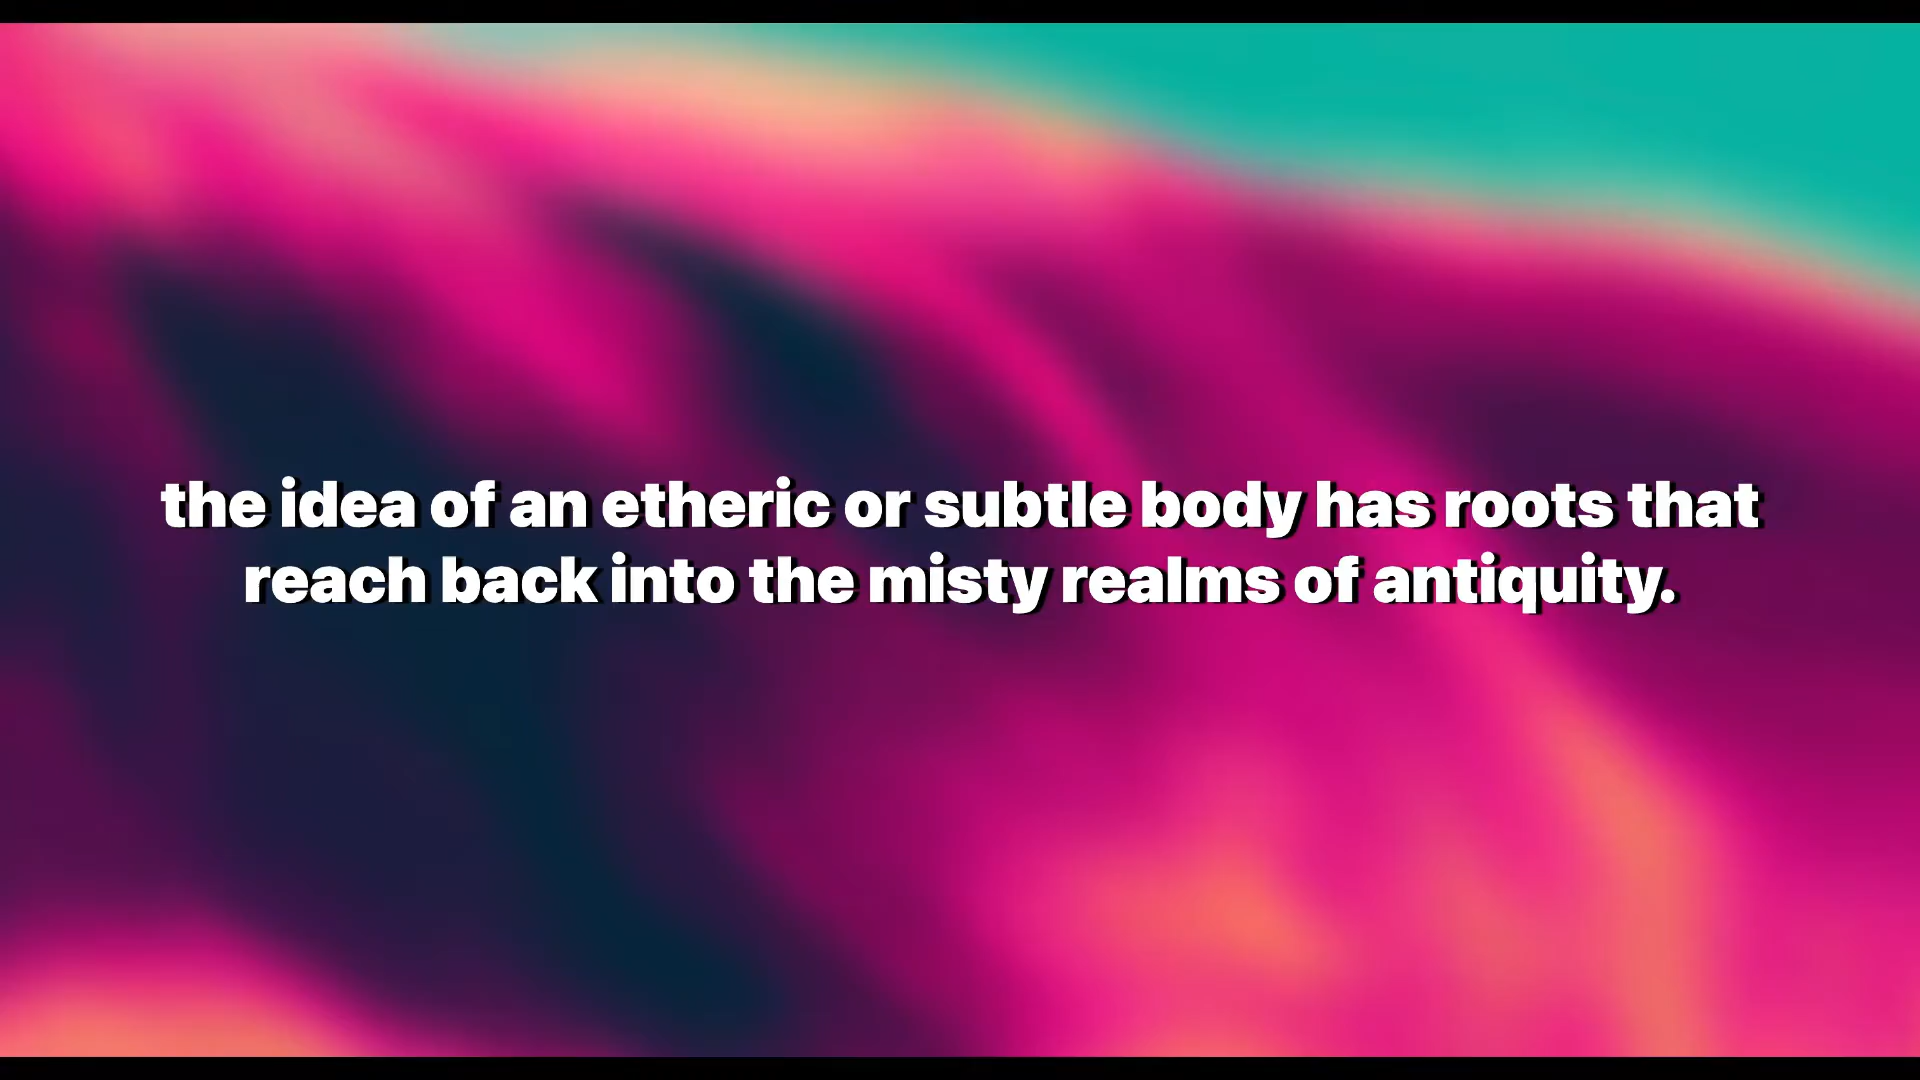 the idea of an etheric or subtle body has roots that
reach back into the misty realms of antiquity.